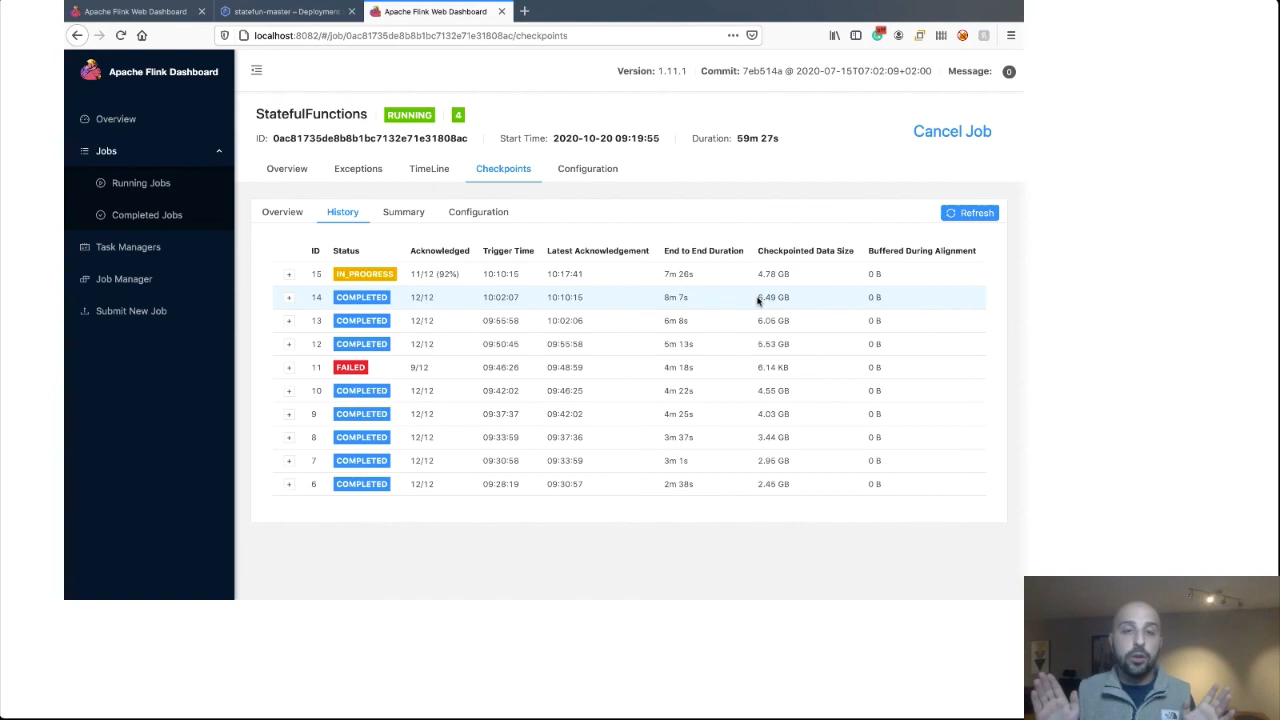 Apache Flink Web Dashboard
statefun-master – Deployment
Apache Flink Web Dashboard
localhost:8082/#/job/0ac81735de8b8b1bc7132e71e31808ac/checkpoints
Apache Flink Dashboard
Version: 1.11.1 Commit: 7eb514a @ 2020-07-15T07:02:09+02:00 Message: 0
Overview
Jobs
Running Jobs
Completed Jobs
Task Managers
Job Manager
Submit New Job
StatefulFunctions RUNNING 4
ID: 0ac81735de8b8b1bc7132e71e31808ac Start Time: 2020-10-20 09:19:55 Duration: 59m 27s
Cancel Job
Overview Exceptions TimeLine Checkpoints Configuration
Overview History Summary Configuration Refresh
ID Status Acknowledged Trigger Time Latest Acknowledgement End to End Duration Checkpointed Data Size Buffered During Alignment
+ 15 IN_PROGRESS 11/12 (92%) 10:10:15 10:17:41 7m 26s 4.78 GB 0 B
+ 14 COMPLETED 12/12 10:02:07 10:10:15 8m 7s 6.49 GB 0 B
+ 13 COMPLETED 12/12 09:55:58 10:02:06 6m 8s 6.06 GB 0 B
+ 12 COMPLETED 12/12 09:50:45 09:55:58 5m 13s 5.53 GB 0 B
+ 11 FAILED 9/12 09:46:26 09:48:59 4m 18s 6.14 KB 0 B
+ 10 COMPLETED 12/12 09:42:02 09:46:25 4m 22s 4.55 GB 0 B
+ 9 COMPLETED 12/12 09:37:37 09:42:02 4m 25s 4.03 GB 0 B
+ 8 COMPLETED 12/12 09:33:59 09:37:36 3m 37s 3.44 GB 0 B
+ 7 COMPLETED 12/12 09:30:58 09:33:59 3m 1s 2.95 GB 0 B
+ 6 COMPLETED 12/12 09:28:19 09:30:57 2m 38s 2.45 GB 0 B